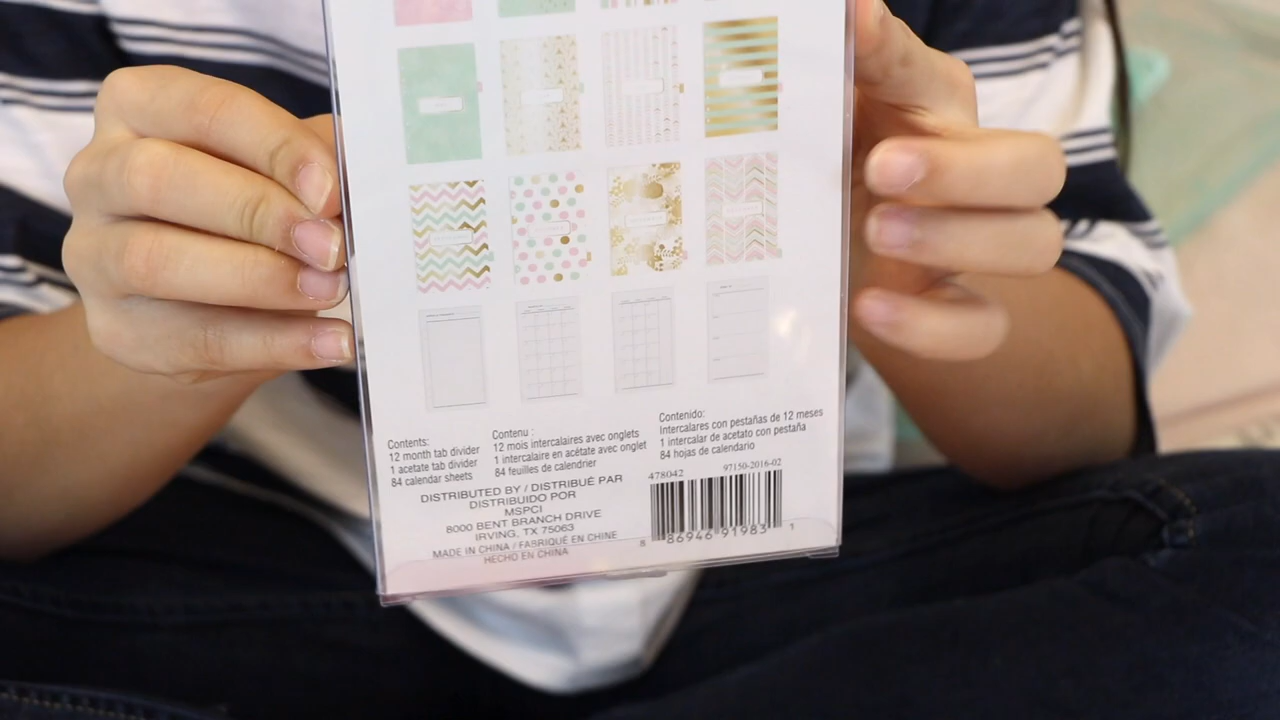 Contents:
12 month tab divider
1 acetate tab divider
84 calendar sheets
Contenu :
12 mois intercalaires avec onglets
1 intercalaire en acétate avec onglet
84 feuilles de calendrier
Contenido:
Intercalares con pestañas de 12 meses
1 intercalar de acetato con pestaña
84 hojas de calendario
DISTRIBUTED BY / DISTRIBUÉ PAR
DISTRIBUIDO POR
MSPCI
8000 BENT BRANCH DRIVE
IRVING, TX 75063
MADE IN CHINA / FABRIQUÉ EN CHINE
HECHO EN CHINA
478042 97150-2016-02
8 86946 91983 1